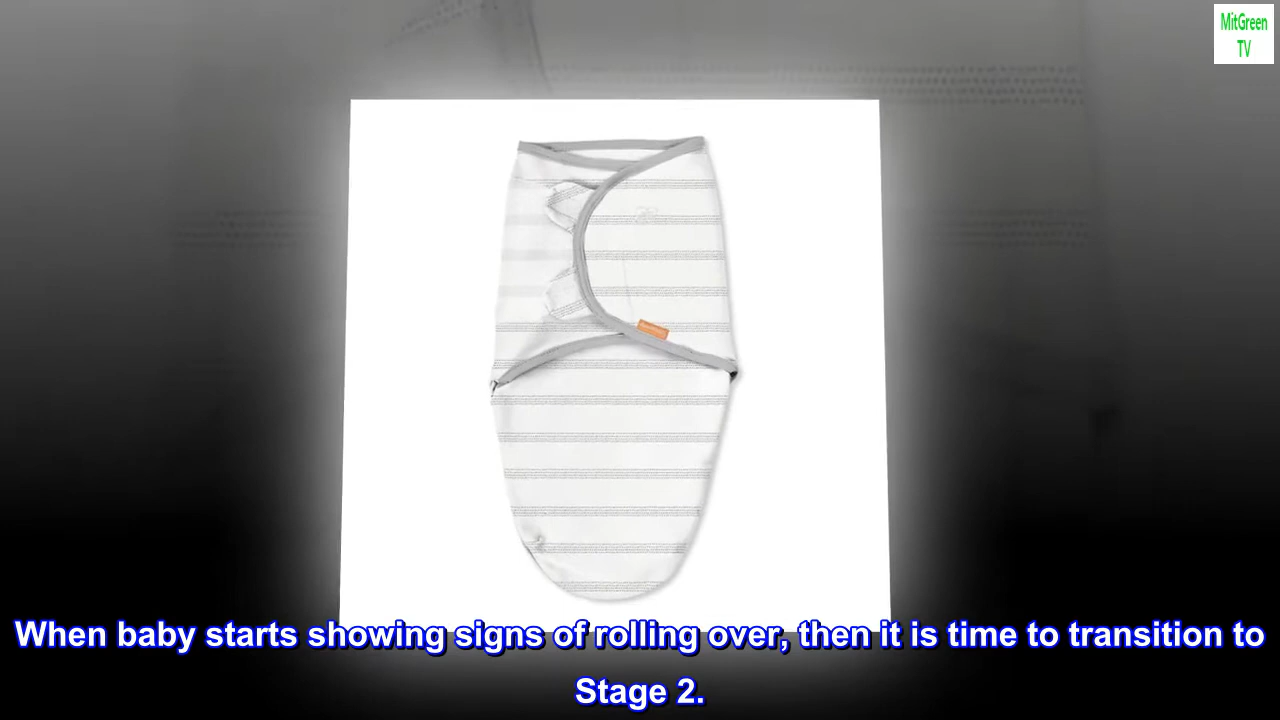 MitGreen
TV
When baby starts showing signs of rolling over, then it is time to transition to
Stage 2.